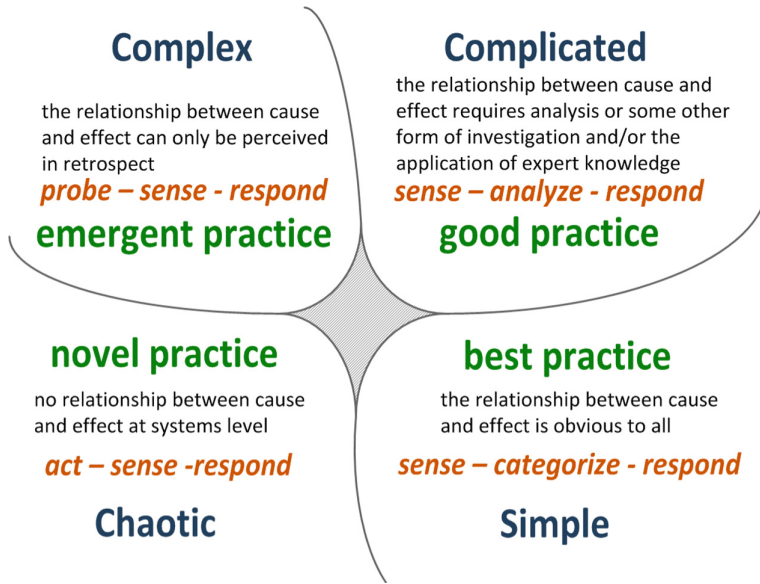 Complex
the relationship between cause
and effect can only be perceived
in retrospect
probe – sense - respond
emergent practice
Complicated
the relationship between cause and
effect requires analysis or some other
form of investigation and/or the
application of expert knowledge
sense – analyze - respond
good practice
novel practice
no relationship between cause
and effect at systems level
act – sense -respond
Chaotic
best practice
the relationship between cause
and effect is obvious to all
sense – categorize - respond
Simple